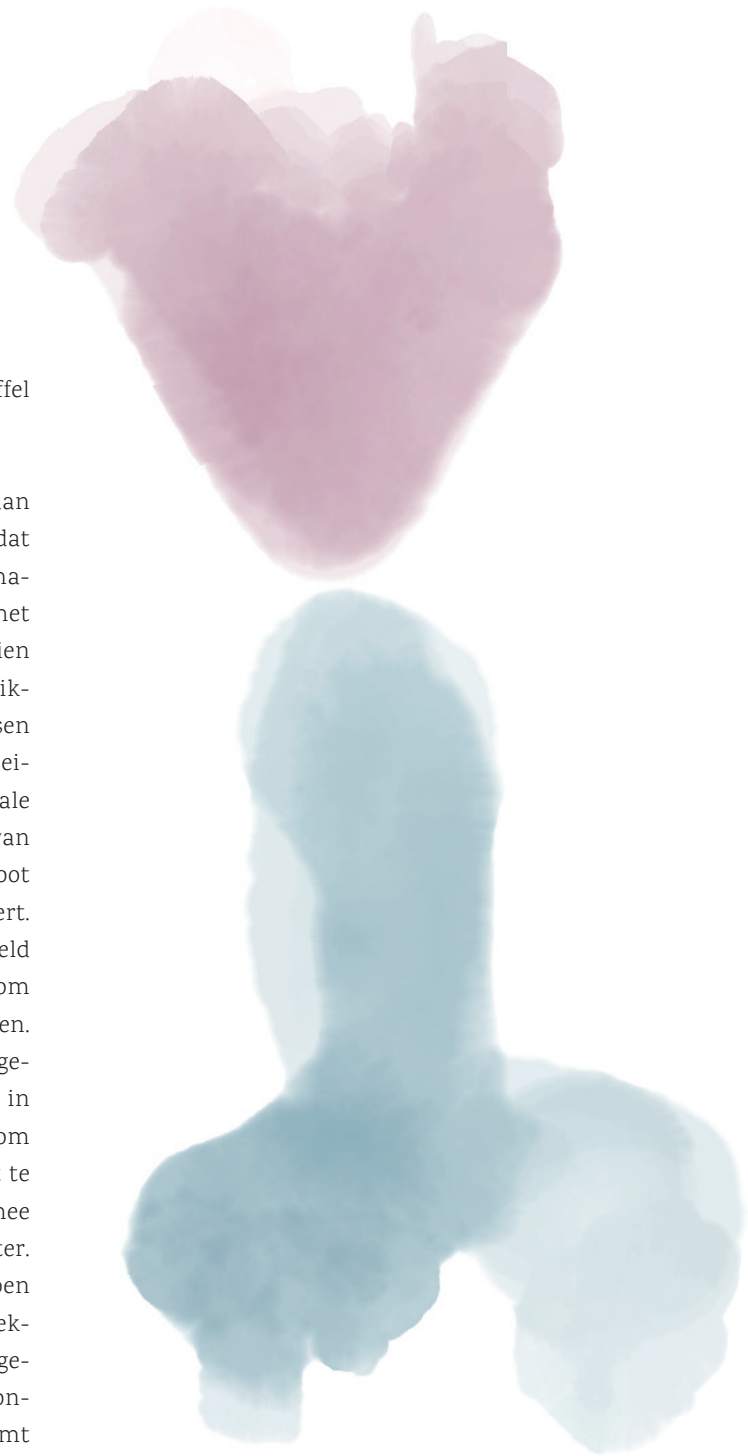 ffel
an
dat
na-
net
ien
ik-
sen
ei-
ale
van
oot
ert.
eld
om
en.
ge-
in
om
te
nee
ter.
pen
ek-
ge-
on-
mt